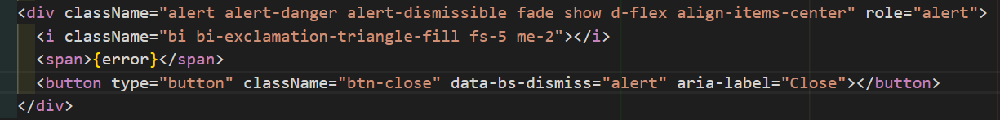 <div className="alert alert-danger alert-dismissible fade show d-flex align-items-center" role="alert">
<i className="bi bi-exclamation-triangle-fill fs-5 me-2"></i>
<span>{error}</span>
<button type="button" className="btn-close" data-bs-dismiss="alert" aria-label="Close"></button>
</div>